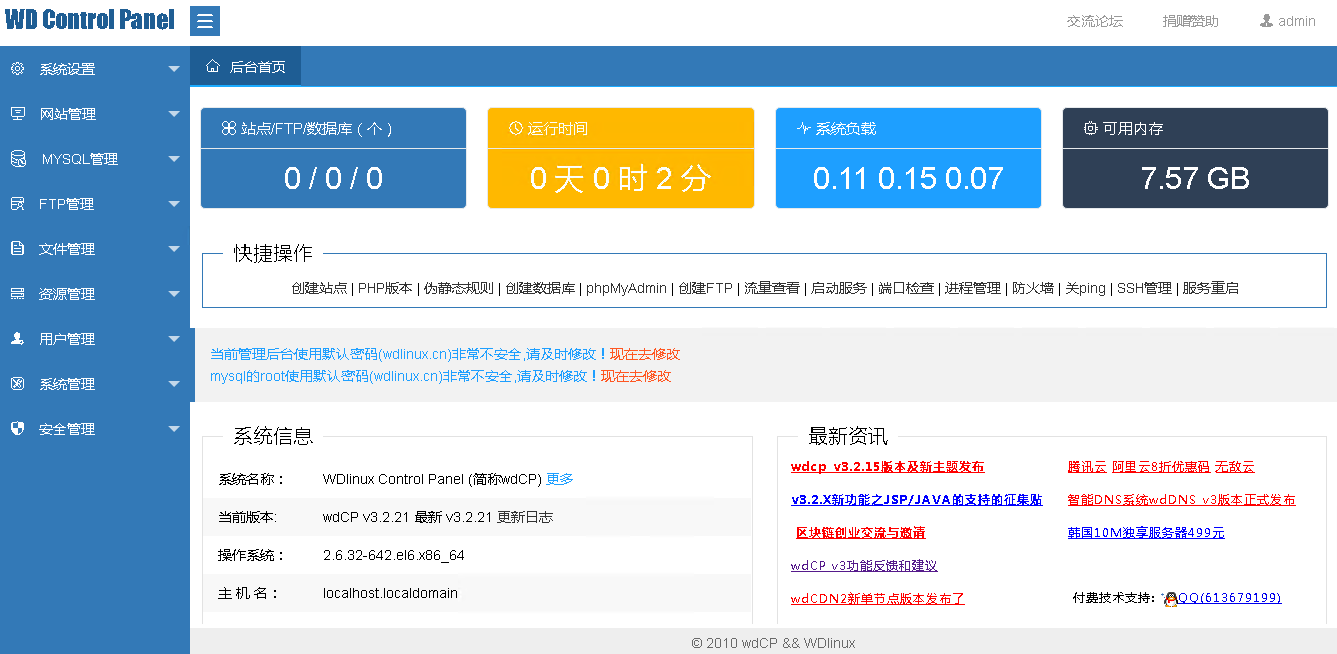 WD Control Panel
交流论坛 捐赠赞助 admin
系统设置
网站管理
MYSQL管理
FTP管理
文件管理
资源管理
用户管理
系统管理
安全管理
后台首页
站点/FTP/数据库（个）
0 / 0 / 0
运行时间
0 天 0 时 2 分
系统负载
0.11 0.15 0.07
可用内存
7.57 GB
快捷操作
创建站点 | PHP版本 | 伪静态规则 | 创建数据库 | phpMyAdmin | 创建FTP | 流量查看 | 启动服务 | 端口检查 | 进程管理 | 防火墙 | 关ping | SSH管理 | 服务重启
当前管理后台使用默认密码(wdlinux.cn)非常不安全,请及时修改！现在去修改
mysql的root使用默认密码(wdlinux.cn)非常不安全,请及时修改！现在去修改
系统信息
系统名称： WDlinux Control Panel (简称wdCP) 更多
当前版本: wdCP v3.2.21 最新 v3.2.21 更新日志
操作系统： 2.6.32-642.el6.x86_64
主 机 名： localhost.localdomain
最新资讯
wdcp v3.2.15版本及新主题发布 腾讯云 阿里云8折优惠码 无敌云
v3.2.X新功能之JSP/JAVA的支持的征集贴 智能DNS系统wdDNS v3版本正式发布
区块链创业交流与邀请 韩国10M独享服务器499元
wdCP v3功能反馈和建议
wdCDN2新单节点版本发布了 付费技术支持: QQ(613679199)
© 2010 wdCP && WDlinux